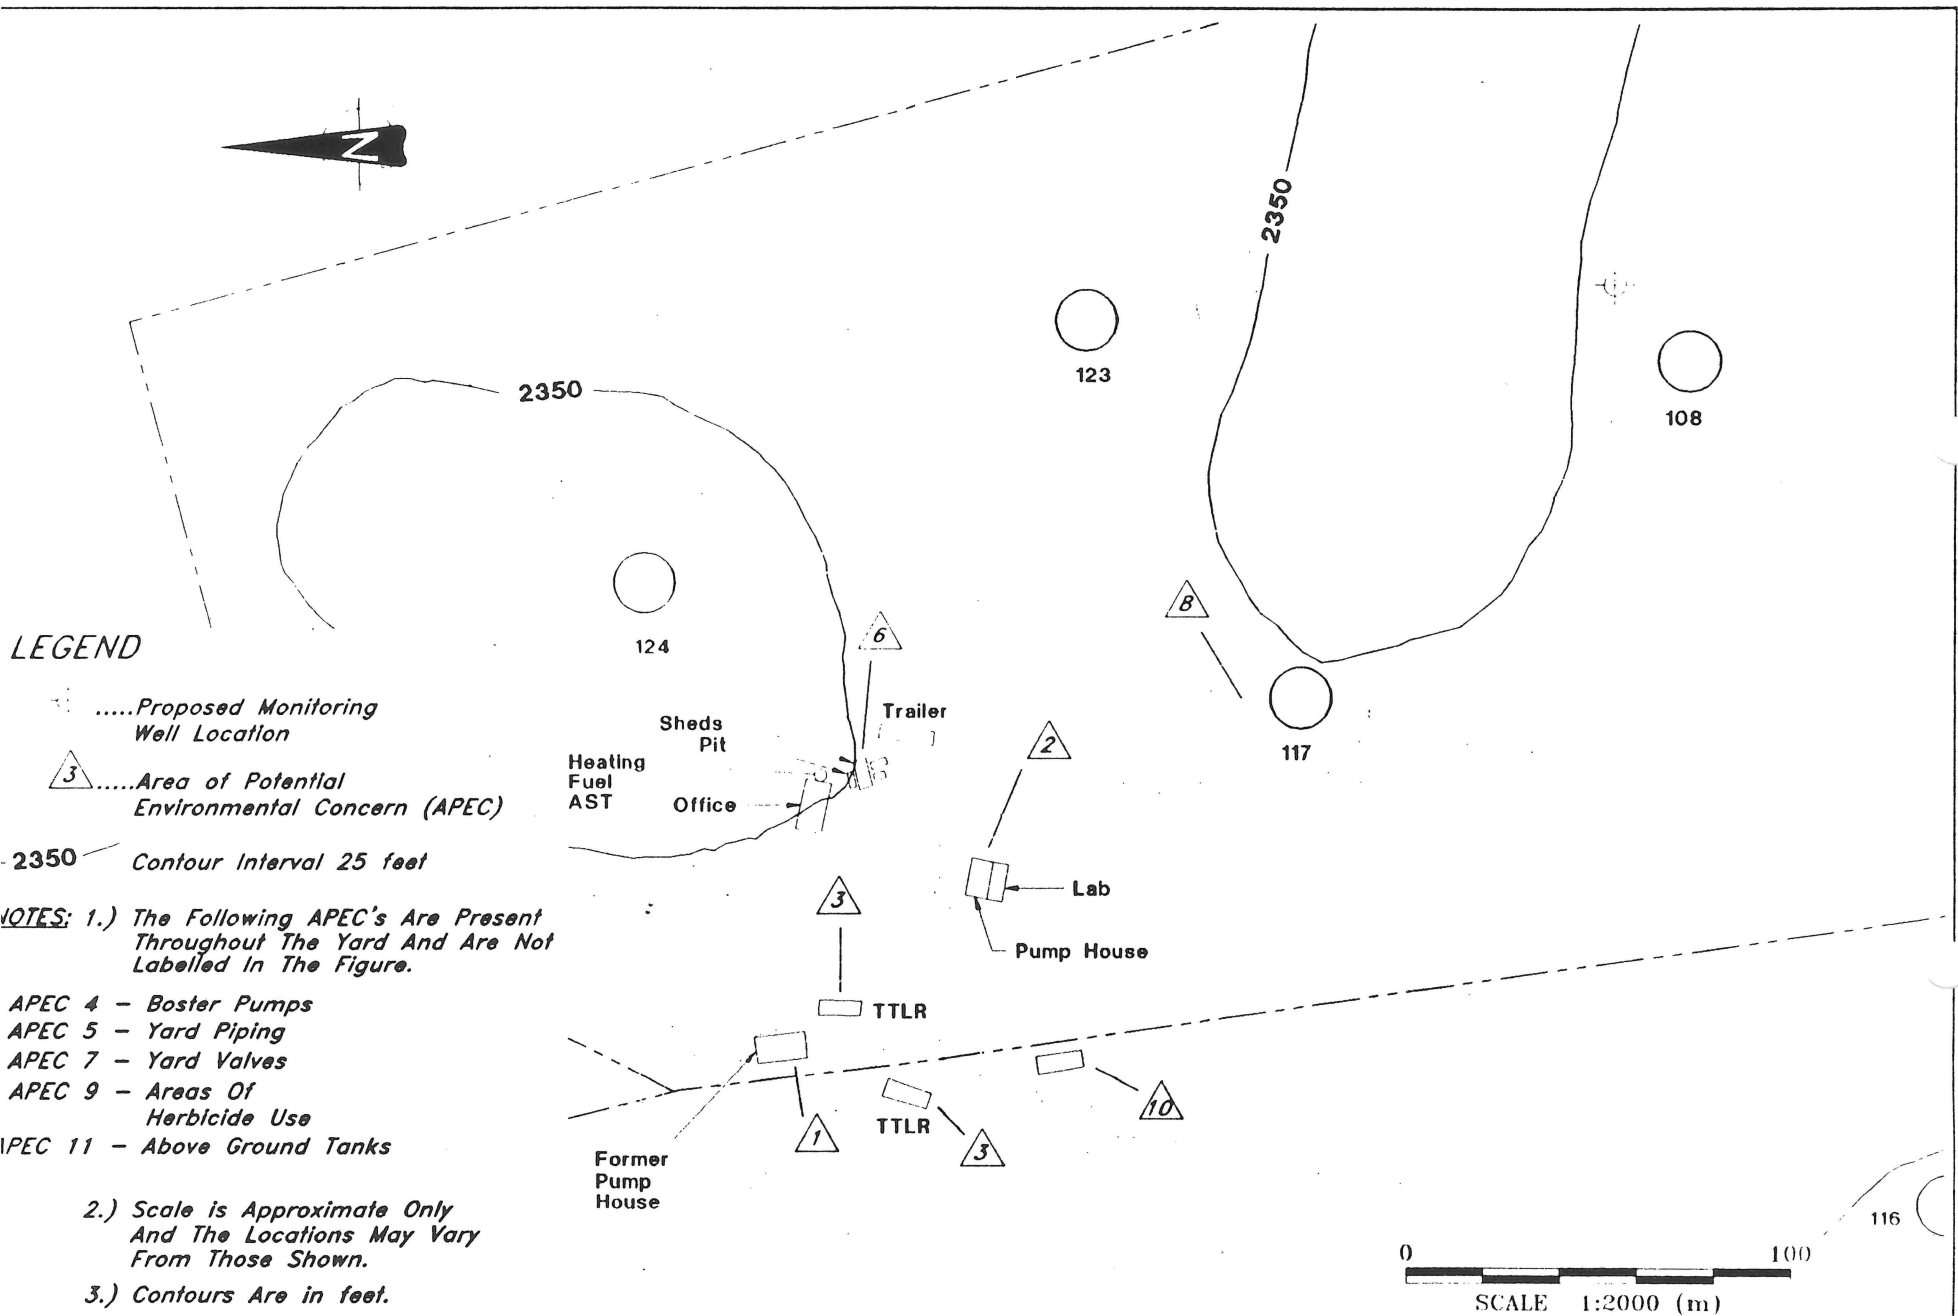 N
2350
2350
123
108
124
6
8
117
Sheds
Pit
Trailer
2
Heating
Fuel
AST
Office
Lab
Pump House
3
TTLR
TTLR
1
3
10
Former
Pump
House
116
LEGEND
.....Proposed Monitoring
Well Location
3.....Area of Potential
Environmental Concern (APEC)
2350 Contour Interval 25 feet
NOTES: 1.) The Following APEC's Are Present
Throughout The Yard And Are Not
Labelled In The Figure.
APEC 4 – Boster Pumps
APEC 5 – Yard Piping
APEC 7 – Yard Valves
APEC 9 – Areas Of
Herbicide Use
APEC 11 – Above Ground Tanks
2.) Scale is Approximate Only
And The Locations May Vary
From Those Shown.
3.) Contours Are in feet.
0 100
SCALE 1:2000 (m)